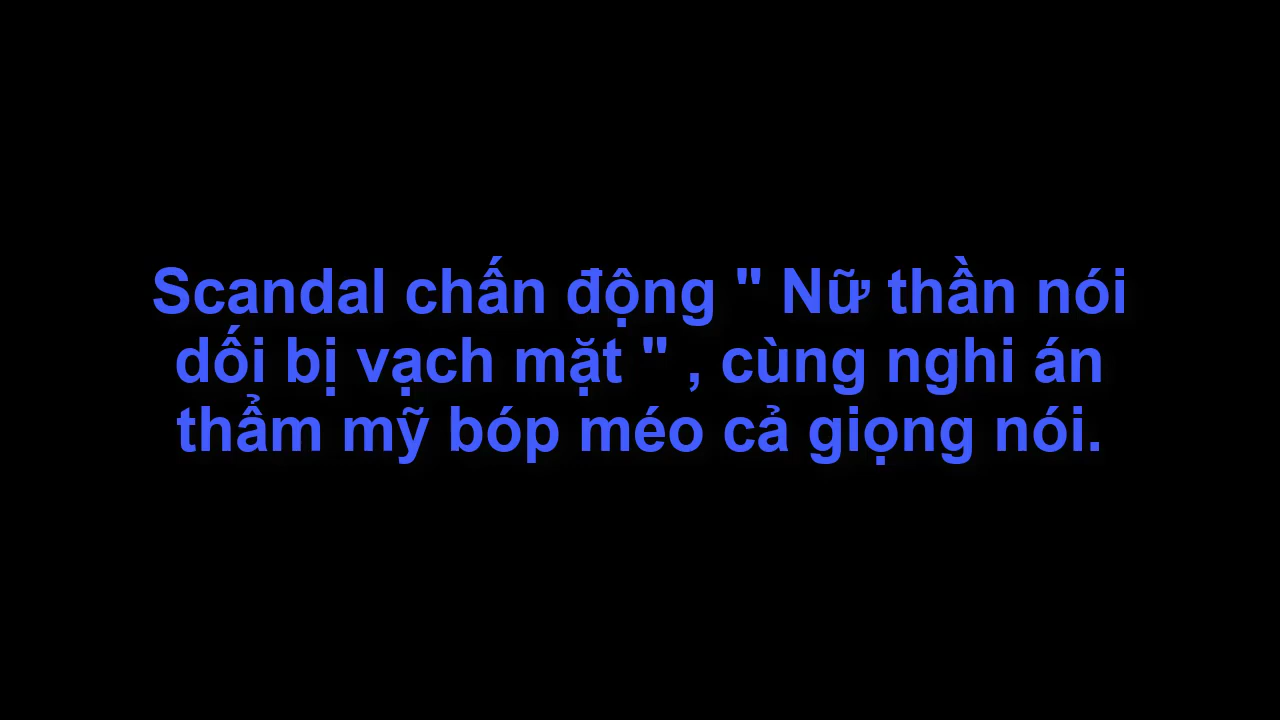 Scandal chấn động " Nữ thần nói
dối bị vạch mặt " , cùng nghi án
thẩm mỹ bóp méo cả giọng nói.